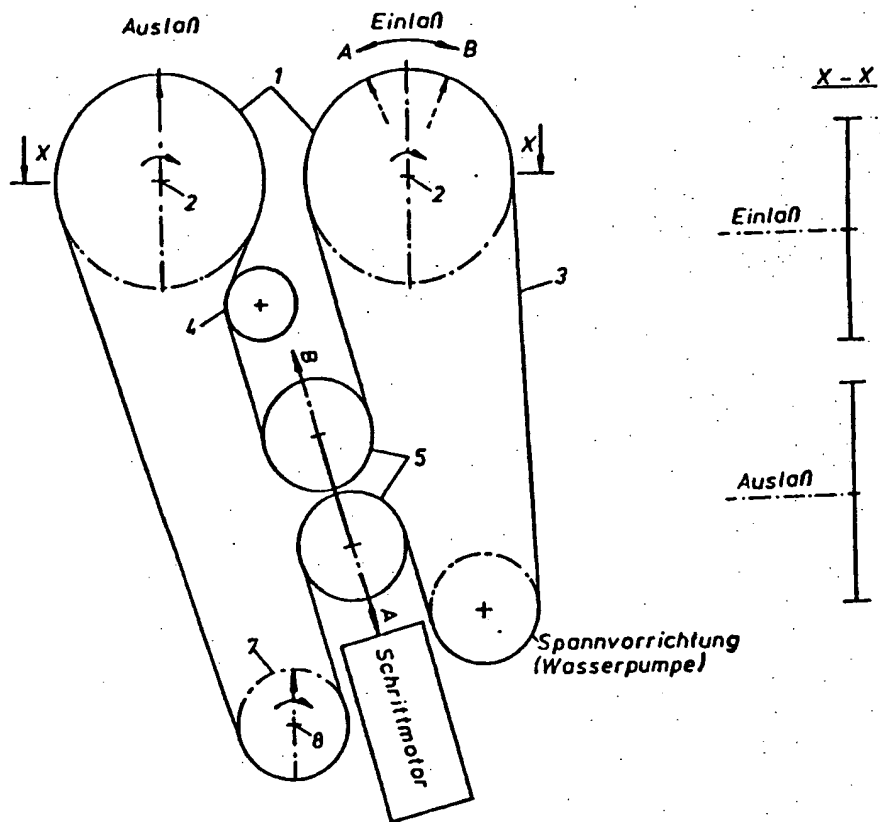 Auslaß
Einlaß
A B
1
X - X
X
X
2
2
Einlaß
3
4
B
5
Auslaß
A
Spannvorrichtung
(Wasserpumpe)
7
Schrittmotor
8